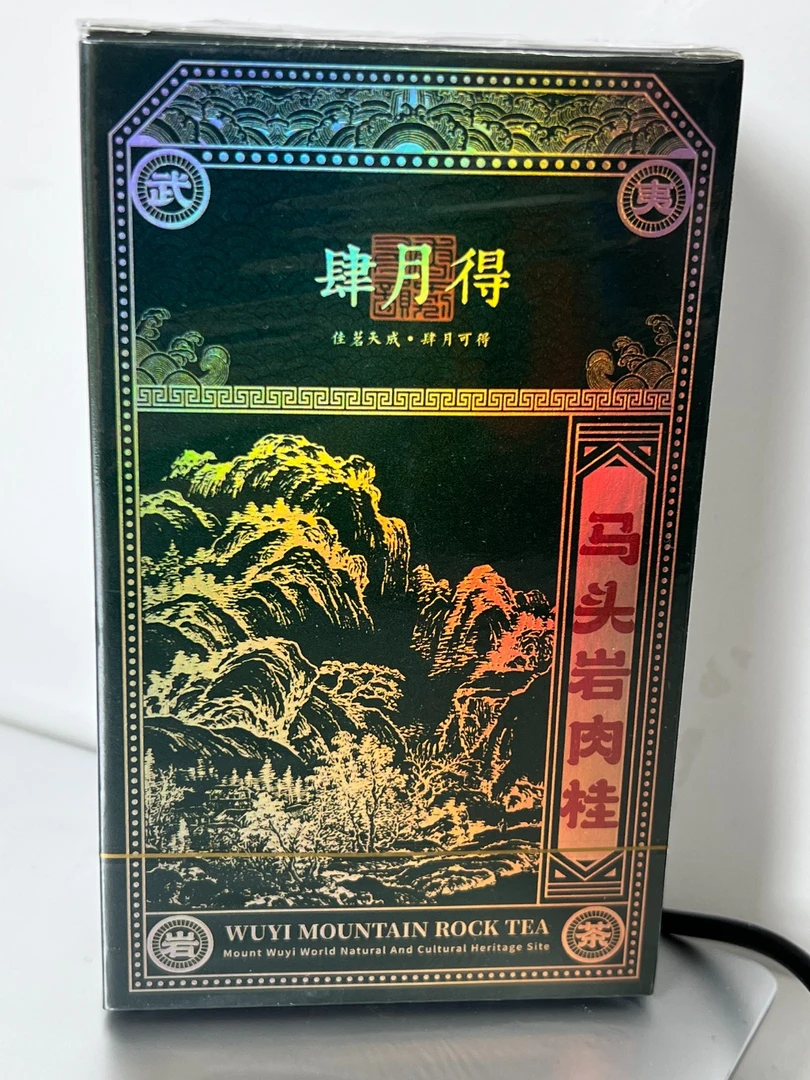 武 夷
肆月得
佳茗天成·肆月可得
马头岩肉桂
岩 茶
WUYI MOUNTAIN ROCK TEA
Mount Wuyi World Natural And Cultural Heritage Site